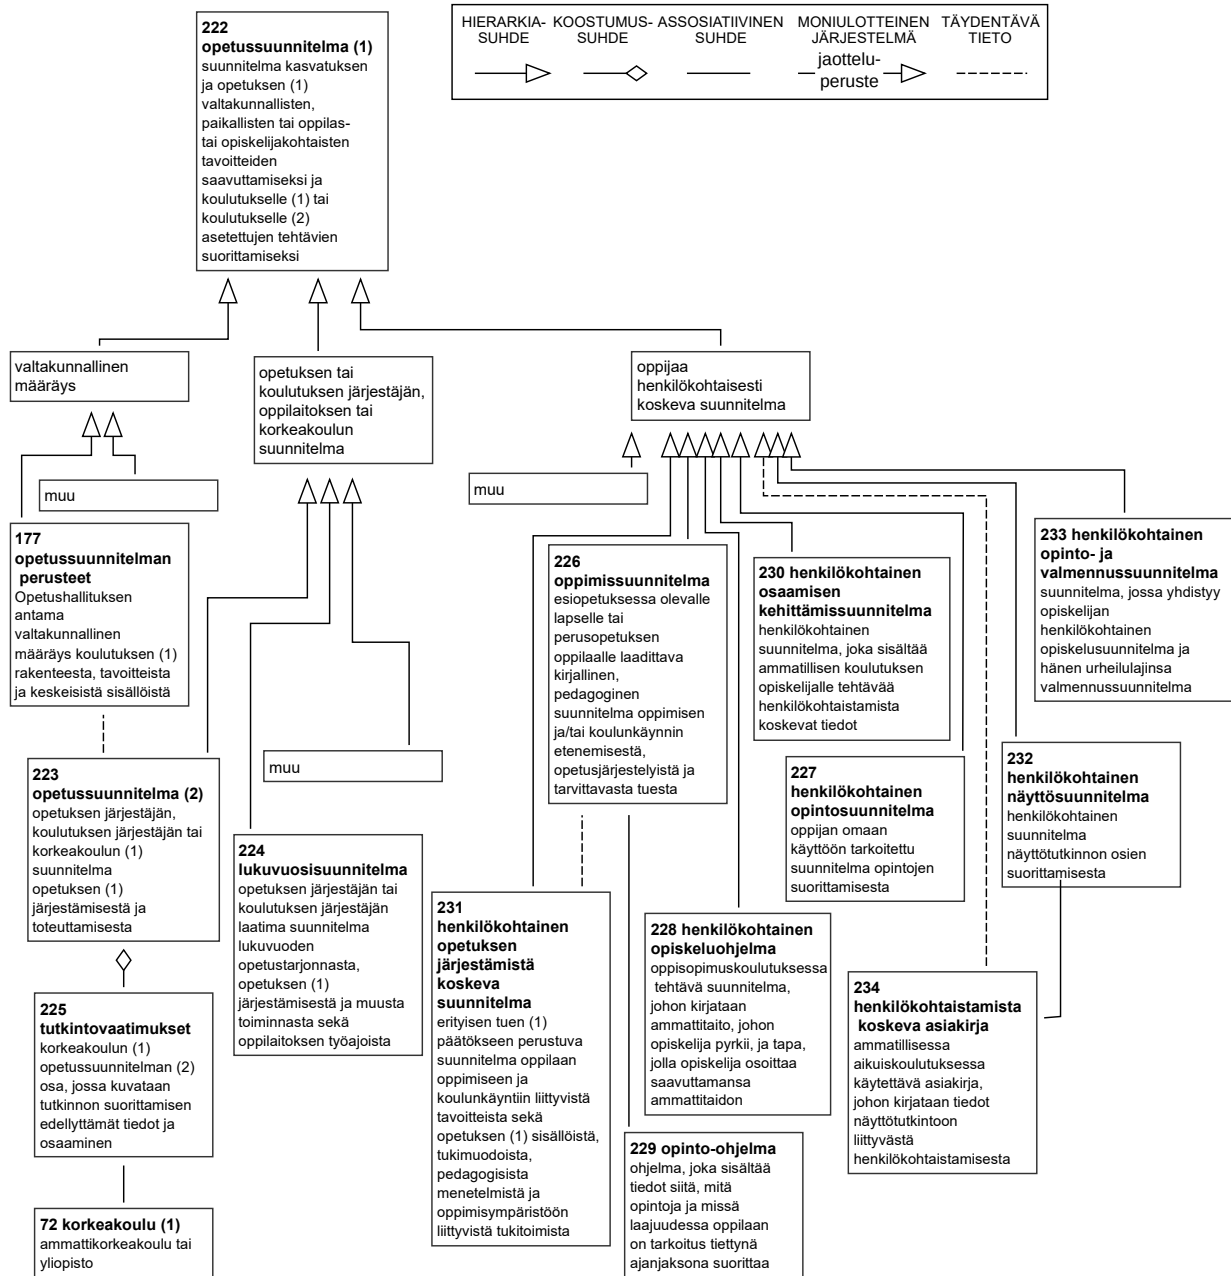 222
opetussuunnitelma (1)
suunnitelma kasvatuksen
ja opetuksen (1)
valtakunnallisten,
paikallisten tai oppilas-
tai opiskelijakohtaisten
tavoitteiden
saavuttamiseksi ja
koulutukselle (1) tai
koulutukselle (2)
asetettujen tehtävien
suorittamiseksi
HIERARKIA-
SUHDE
KOOSTUMUS-
SUHDE
ASSOSIATIIVINEN
SUHDE
MONIULOTTEINEN
JÄRJESTELMÄ
jaottelu-
peruste
TÄYDENTÄVÄ
TIETO
valtakunnallinen
määräys
opetuksen tai
koulutuksen järjestäjän,
oppilaitoksen tai
korkeakoulun
suunnitelma
oppijaa
henkilökohtaisesti
koskeva suunnitelma
muu
muu
muu
177
opetussuunnitelman
perusteet
Opetushallituksen
antama
valtakunnallinen
määräys koulutuksen (1)
rakenteesta, tavoitteista
ja keskeisistä sisällöistä
223
opetussuunnitelma (2)
opetuksen järjestäjän,
koulutuksen järjestäjän tai
korkeakoulun (1)
suunnitelma
opetuksen (1)
järjestämisestä ja
toteuttamisesta
225
tutkintovaatimukset
korkeakoulun (1)
opetussuunnitelman (2)
osa, jossa kuvataan
tutkinnon suorittamisen
edellyttämät tiedot ja
osaaminen
72 korkeakoulu (1)
ammattikorkeakoulu tai
yliopisto
224
lukuvuosisuunnitelma
opetuksen järjestäjän tai
koulutuksen järjestäjän
laatima suunnitelma
lukuvuoden
opetustarjonnasta,
opetuksen (1)
järjestämisestä ja muusta
toiminnasta sekä
oppilaitoksen työajoista
226
oppimissuunnitelma
esiopetuksessa olevalle
lapselle tai
perusopetuksen
oppilaalle laadittava
kirjallinen,
pedagoginen
suunnitelma oppimisen
ja/tai koulunkäynnin
etenemisestä,
opetusjärjestelyistä ja
tarvittavasta tuesta
231
henkilökohtainen
opetuksen
järjestämistä
koskeva
suunnitelma
erityisen tuen (1)
päätökseen perustuva
suunnitelma oppilaan
oppimiseen ja
koulunkäyntiin liittyvistä
tavoitteista sekä
opetuksen (1) sisällöistä,
tukimuodoista,
pedagogisista
menetelmistä ja
oppimisympäristöön
liittyvistä tukitoimista
230 henkilökohtainen
osaamisen
kehittämissuunnitelma
henkilökohtainen
suunnitelma, joka sisältää
ammatillisen koulutuksen
opiskelijalle tehtävää
henkilökohtaistamista
koskevat tiedot
227
henkilökohtainen
opintosuunnitelma
oppijan omaan
käyttöön tarkoitettu
suunnitelma opintojen
suorittamisesta
228 henkilökohtainen
opiskeluohjelma
oppisopimuskoulutuksessa
tehtävä suunnitelma,
johon kirjataan
ammattitaito, johon
opiskelija pyrkii, ja tapa,
jolla opiskelija osoittaa
saavuttamansa
ammattitaidon
229 opinto-ohjelma
ohjelma, joka sisältää
tiedot siitä, mitä
opintoja ja missä
laajuudessa oppilaan
on tarkoitus tiettynä
ajanjaksona suorittaa
233 henkilökohtainen
opinto- ja
valmennussuunnitelma
suunnitelma, jossa yhdistyy
opiskelijan
henkilökohtainen
opiskelusuunnitelma ja
hänen urheilulajinsa
valmennussuunnitelma
232
henkilökohtainen
näyttösuunnitelma
henkilökohtainen
suunnitelma
näyttötutkinnon osien
suorittamisesta
234
henkilökohtaistamista
koskeva asiakirja
ammatillisessa
aikuiskoulutuksessa
käytettävä asiakirja,
johon kirjataan tiedot
näyttötutkintoon
liittyvästä
henkilökohtaistamisesta